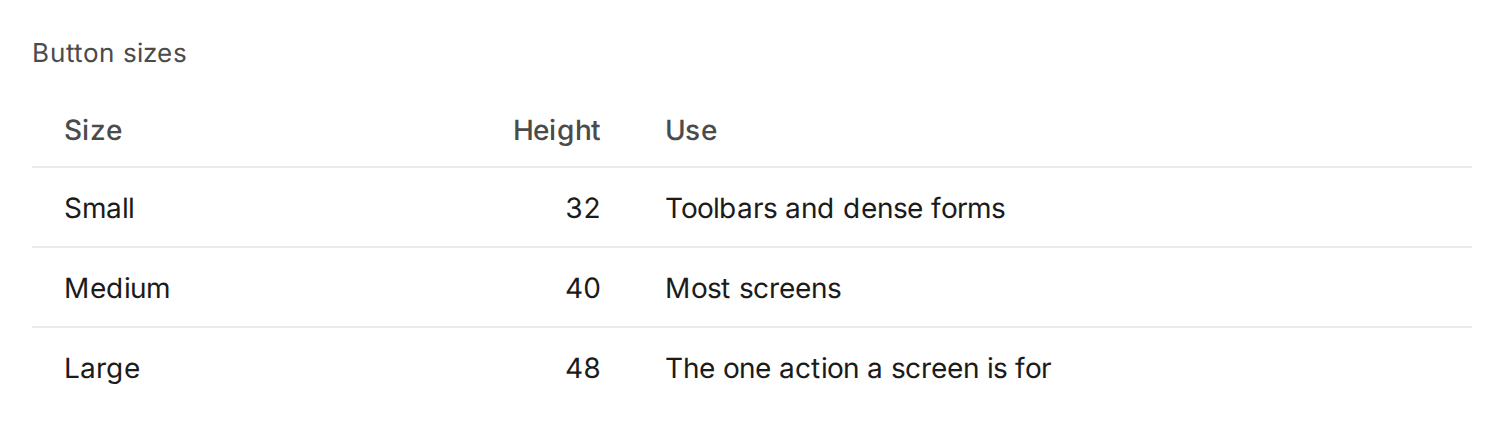 Button sizes
Size Height Use
Small 32 Toolbars and dense forms
Medium 40 Most screens
Large 48 The one action a screen is for